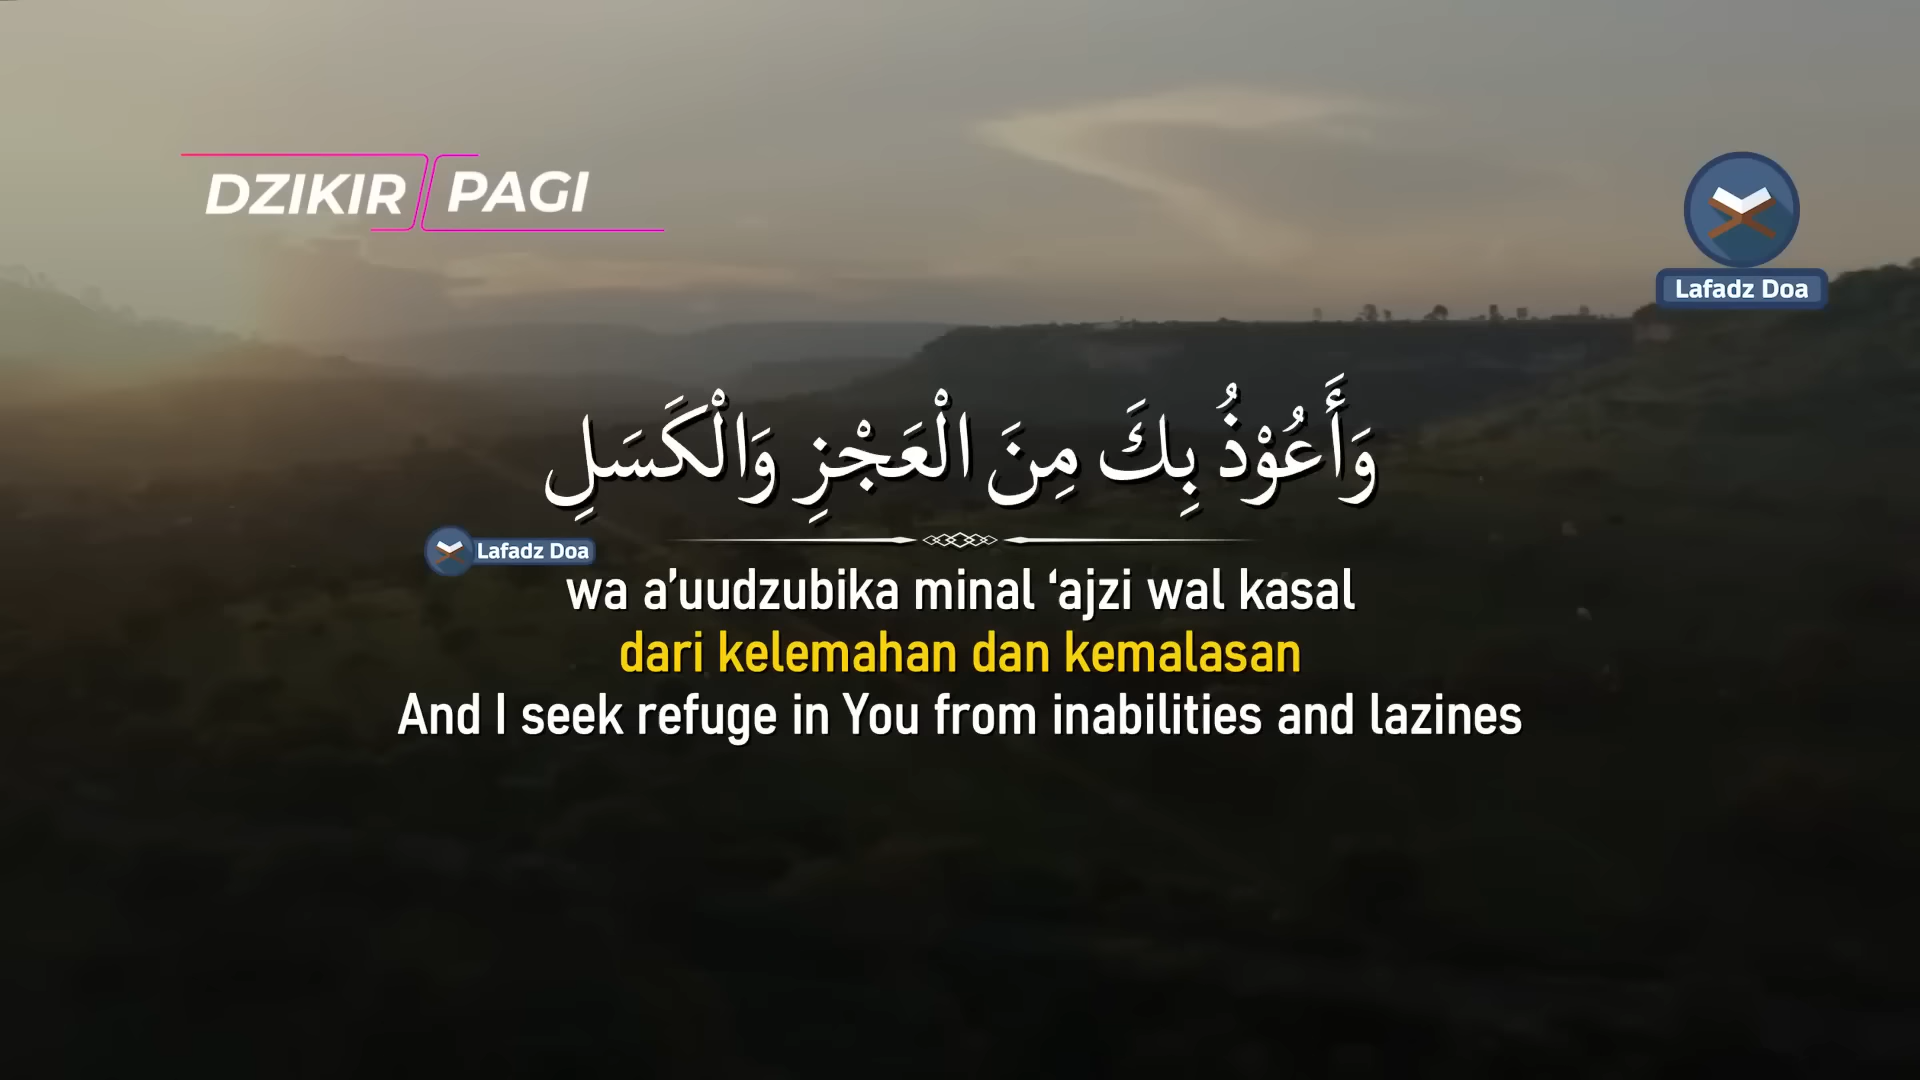 DZIKIR PAGI
Lafadz Doa
وَأَعُوْذُ بِكَ مِنَ الْعَجْزِ وَالْكَسَلِ
Lafadz Doa
wa a’uudzubika minal ‘ajzi wal kasal
dari kelemahan dan kemalasan
And I seek refuge in You from inabilities and lazines